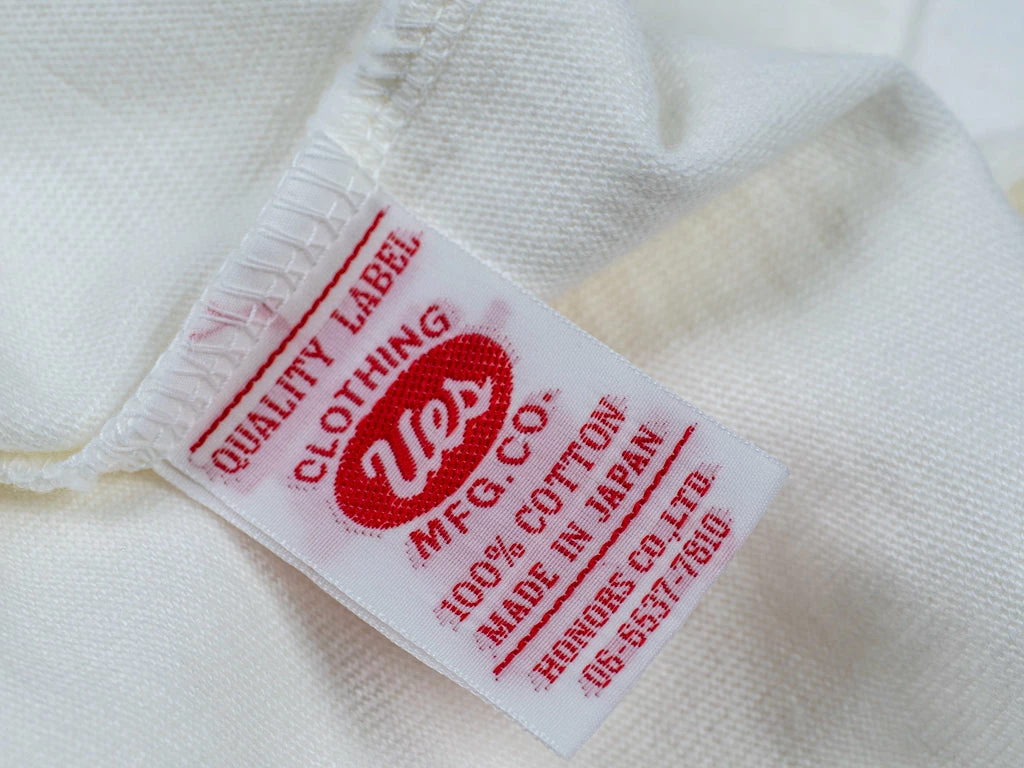 QUALITY LABEL
CLOTHING
Ues
MFG.CO-
100% COTTON
MADE IN JAPAN
HONORS CO,LTD.
06-6537-7810